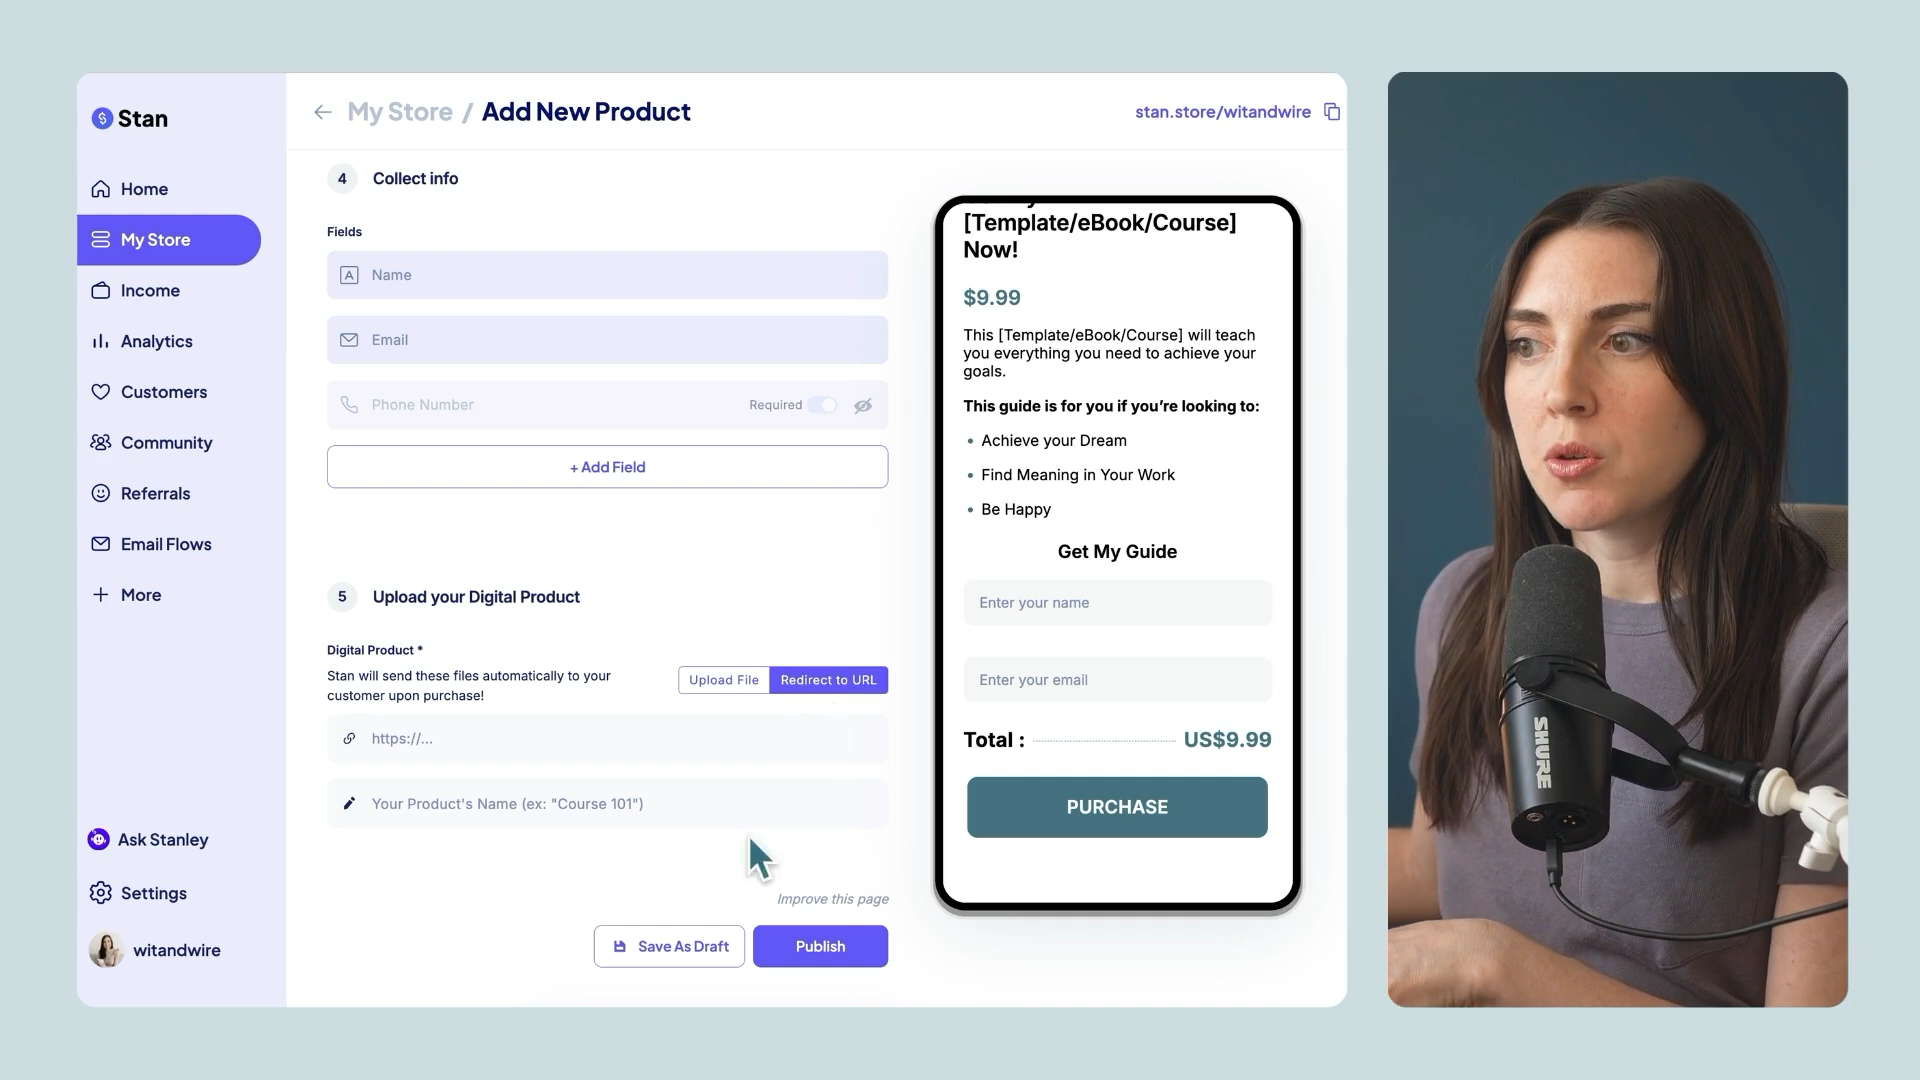 Stan
Home
My Store
Income
Analytics
Customers
Community
Referrals
Email Flows
More
Ask Stanley
Settings
witandwire
My Store / Add New Product
stan.store/witandwire
4 Collect info
Fields
Name
Email
Phone Number Required
+ Add Field
5 Upload your Digital Product
Digital Product *
Stan will send these files automatically to your
customer upon purchase!
Upload File Redirect to URL
https://...
Your Product's Name (ex: "Course 101")
Improve this page
Save As Draft Publish
[Template/eBook/Course]
Now!
$9.99
This [Template/eBook/Course] will teach
you everything you need to achieve your
goals.
This guide is for you if you’re looking to:
• Achieve your Dream
• Find Meaning in Your Work
• Be Happy
Get My Guide
Enter your name
Enter your email
Total : US$9.99
PURCHASE
SHURE